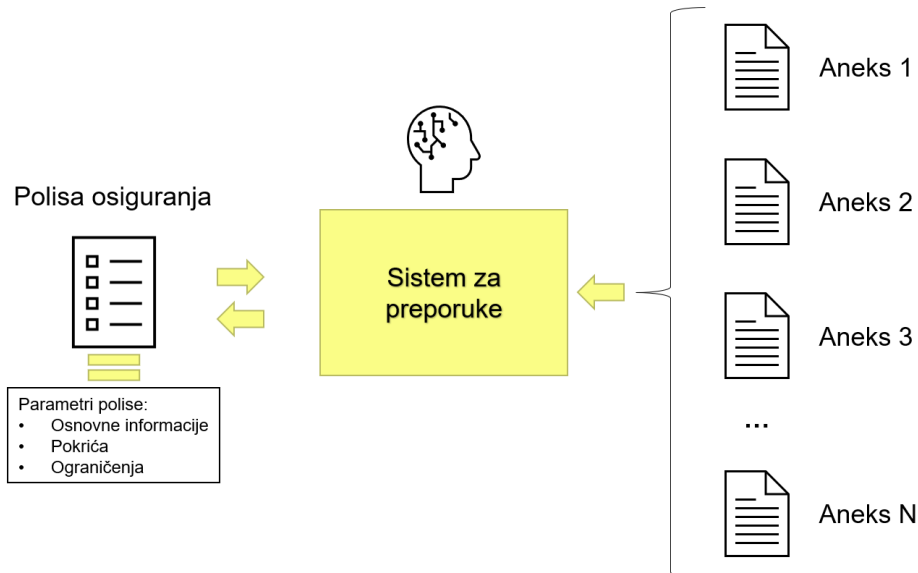 Polisa osiguranja
Parametri polise:
• Osnovne informacije
• Pokrića
• Ograničenja
Sistem za
preporuke
Aneks 1
Aneks 2
Aneks 3
...
Aneks N